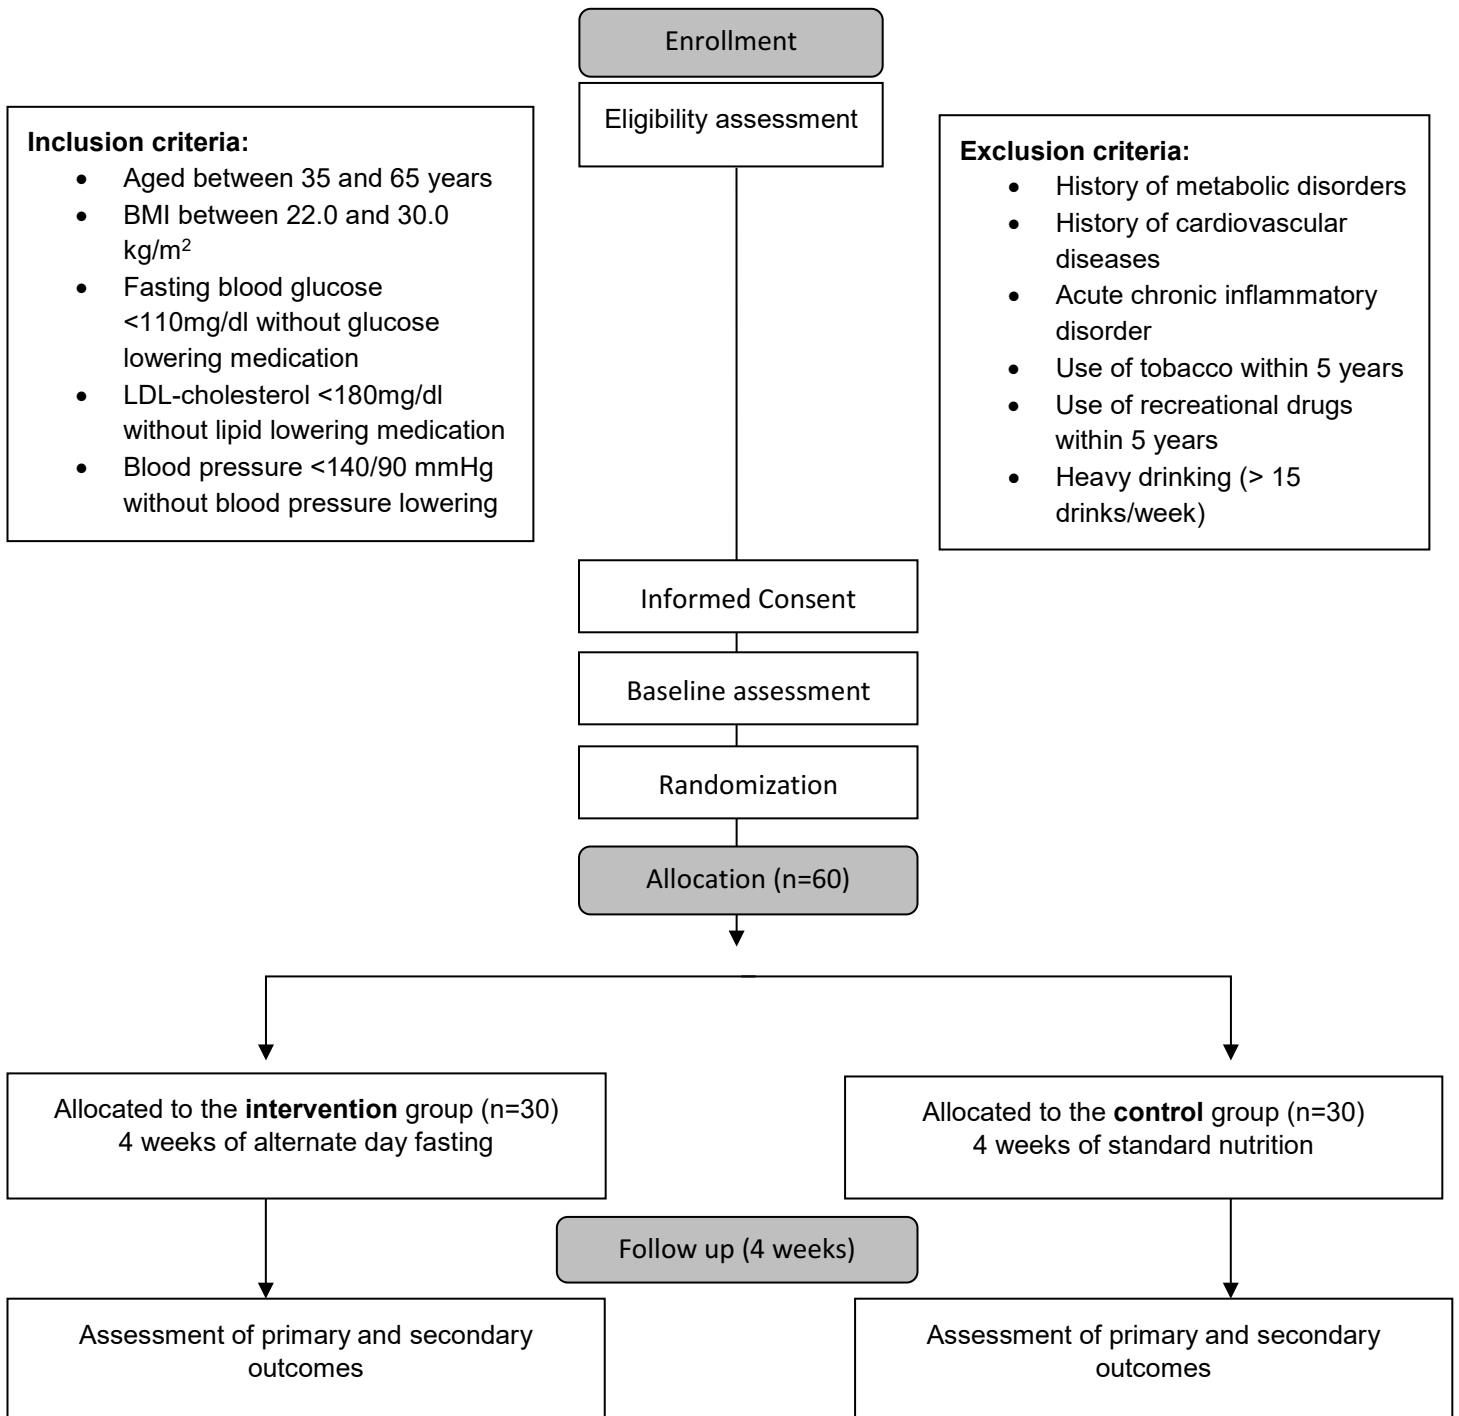 Enrollment
Eligibility assessment
Inclusion criteria:
• Aged between 35 and 65 years
• BMI between 22.0 and 30.0
kg/m²
• Fasting blood glucose
<110mg/dl without glucose
lowering medication
• LDL-cholesterol <180mg/dl
without lipid lowering medication
• Blood pressure <140/90 mmHg
without blood pressure lowering
Exclusion criteria:
• History of metabolic disorders
• History of cardiovascular
diseases
• Acute chronic inflammatory
disorder
• Use of tobacco within 5 years
• Use of recreational drugs
within 5 years
• Heavy drinking (> 15
drinks/week)
Informed Consent
Baseline assessment
Randomization
Allocation (n=60)
Allocated to the intervention group (n=30)
4 weeks of alternate day fasting
Allocated to the control group (n=30)
4 weeks of standard nutrition
Follow up (4 weeks)
Assessment of primary and secondary
outcomes
Assessment of primary and secondary
outcomes